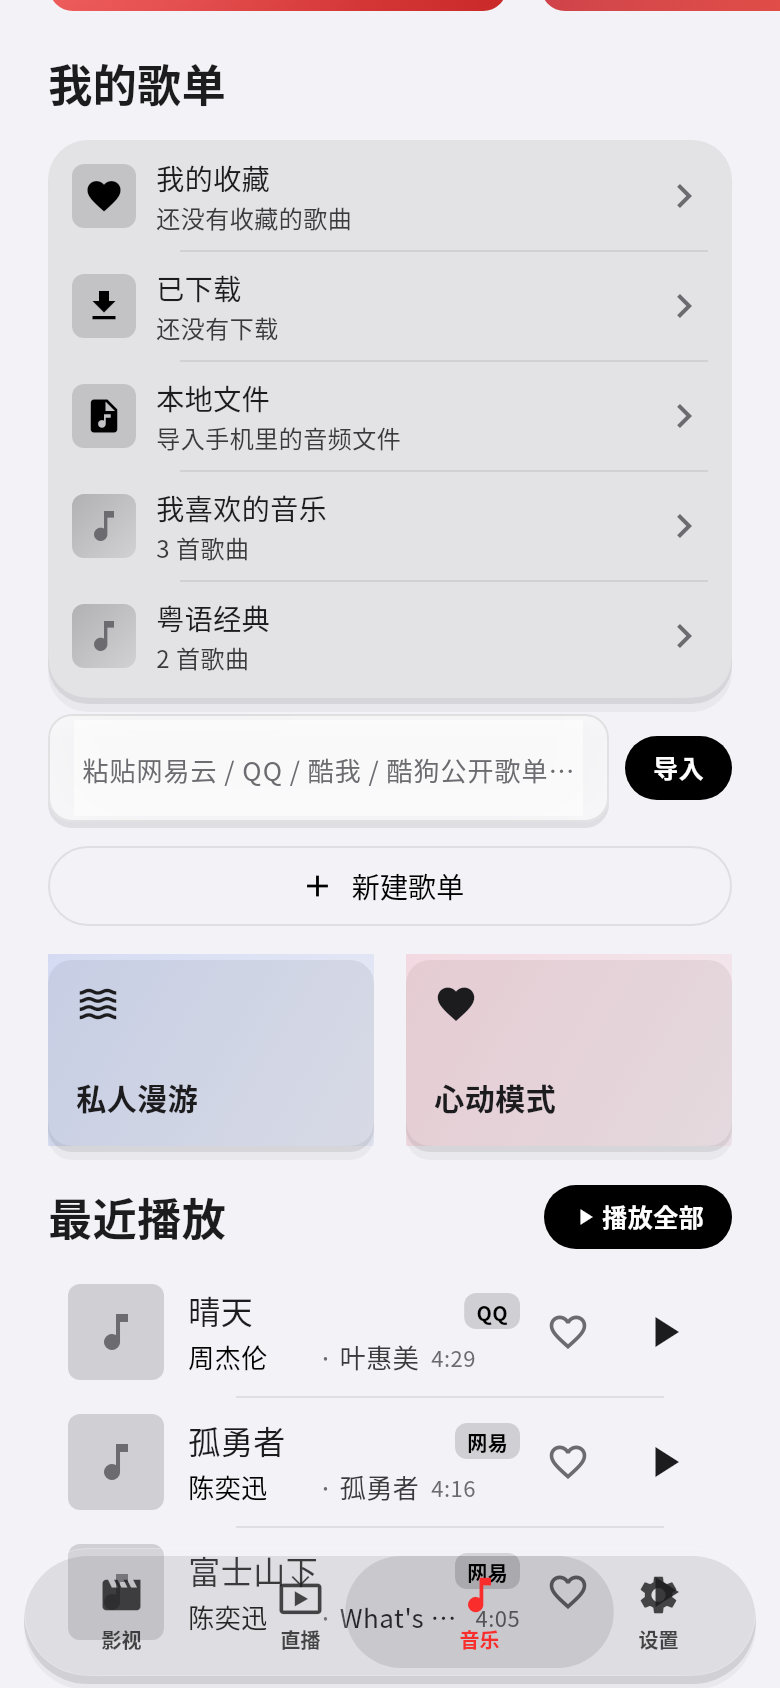 我的歌单
我的收藏
还没有收藏的歌曲
已下载
还没有下载
本地文件
导入手机里的音频文件
我喜欢的音乐
3 首歌曲
粤语经典
2 首歌曲
粘贴网易云 / QQ / 酷我 / 酷狗公开歌单…
导入
新建歌单
私人漫游
心动模式
最近播放
播放全部
晴天
QQ
周杰伦 · 叶惠美 4:29
孤勇者
网易
陈奕迅 · 孤勇者 4:16
富士山下
网易
陈奕迅 · What's … 4:05
影视
直播
音乐
设置